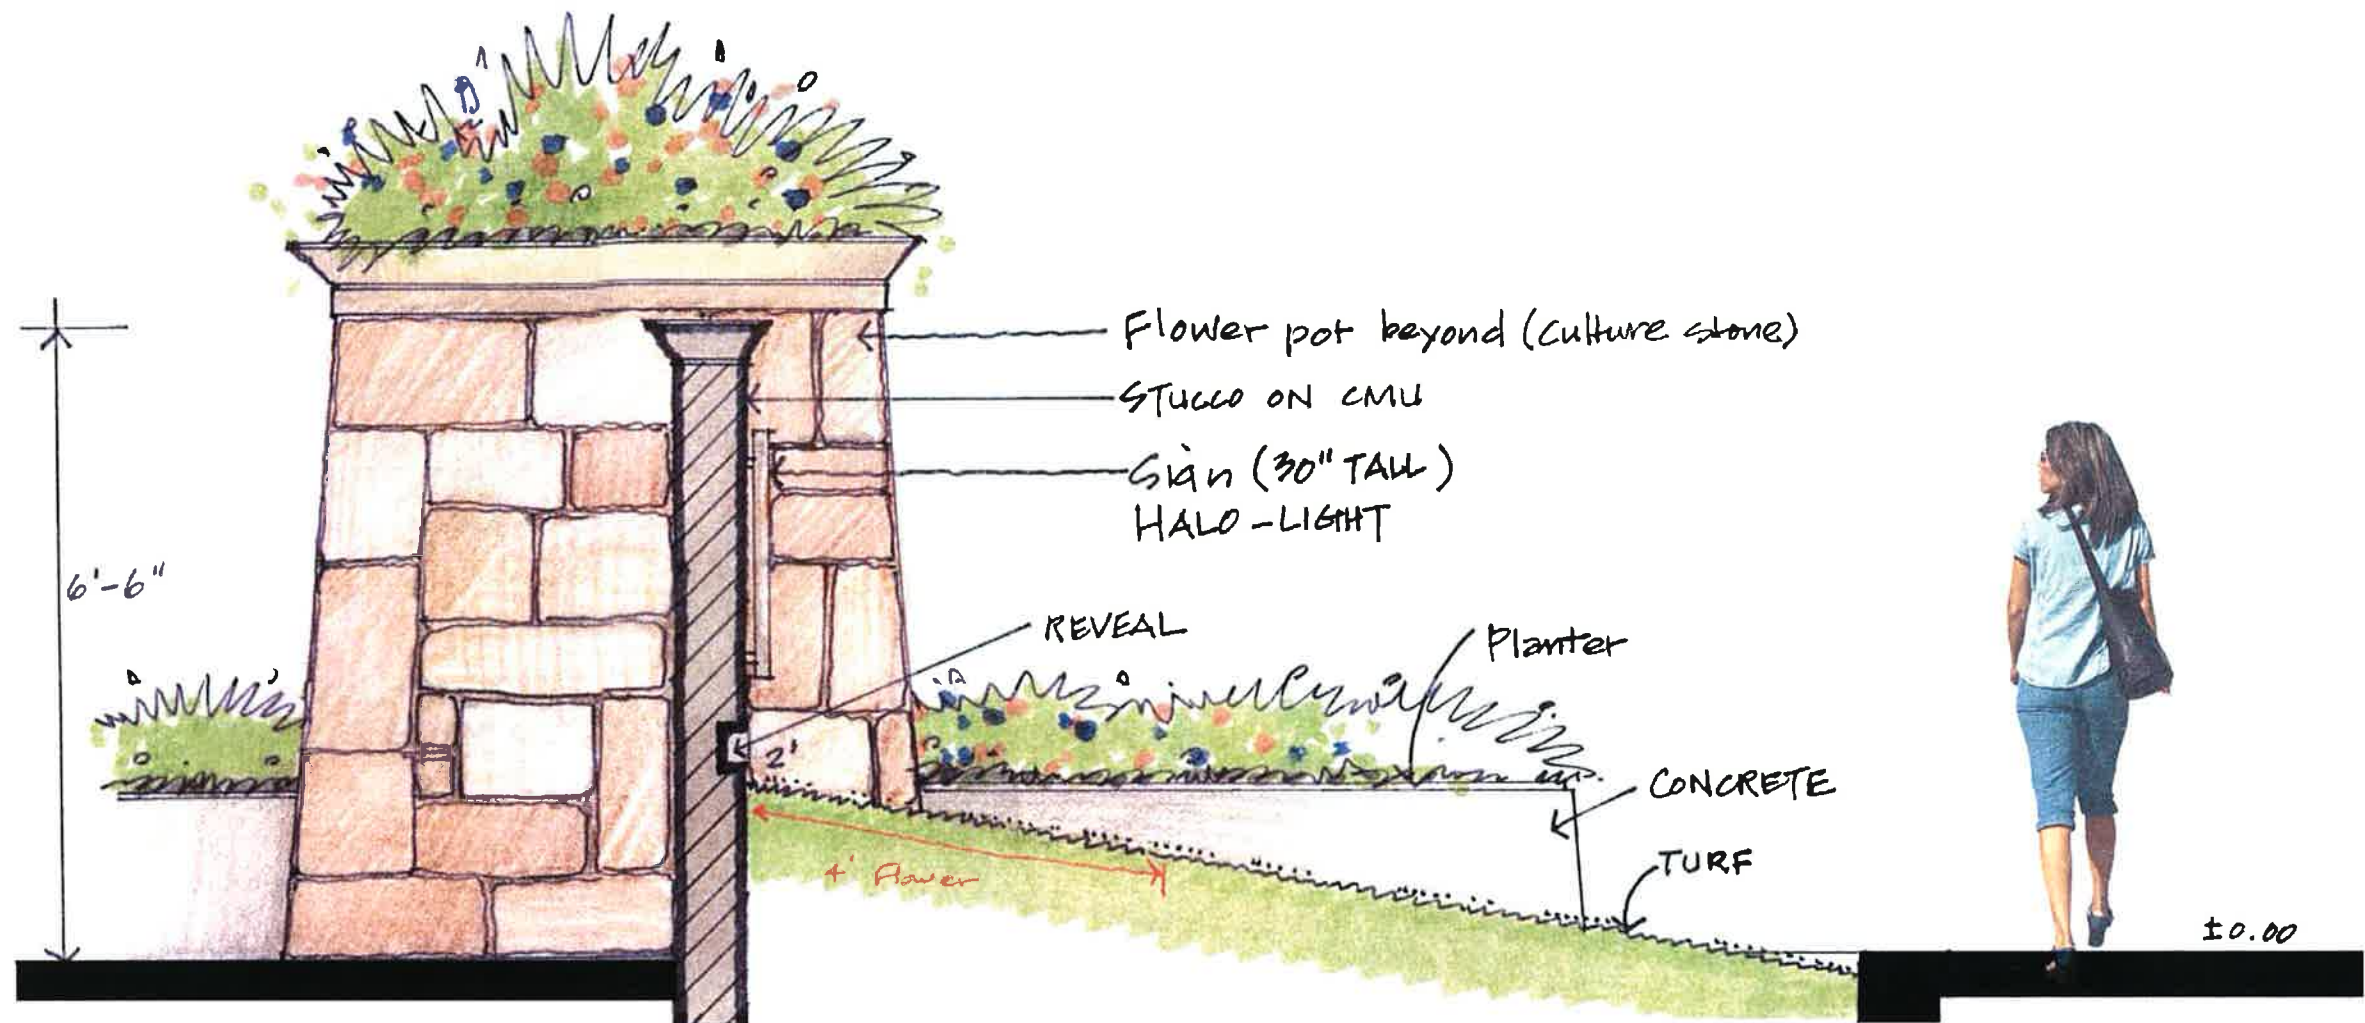 Flower pot beyond (culture stone)
STUCCO ON CMU
Sign (30" TALL)
HALO-LIGHT
6'-6"
REVEAL
Planter
2'
CONCRETE
4' Flower
TURF
±0.00